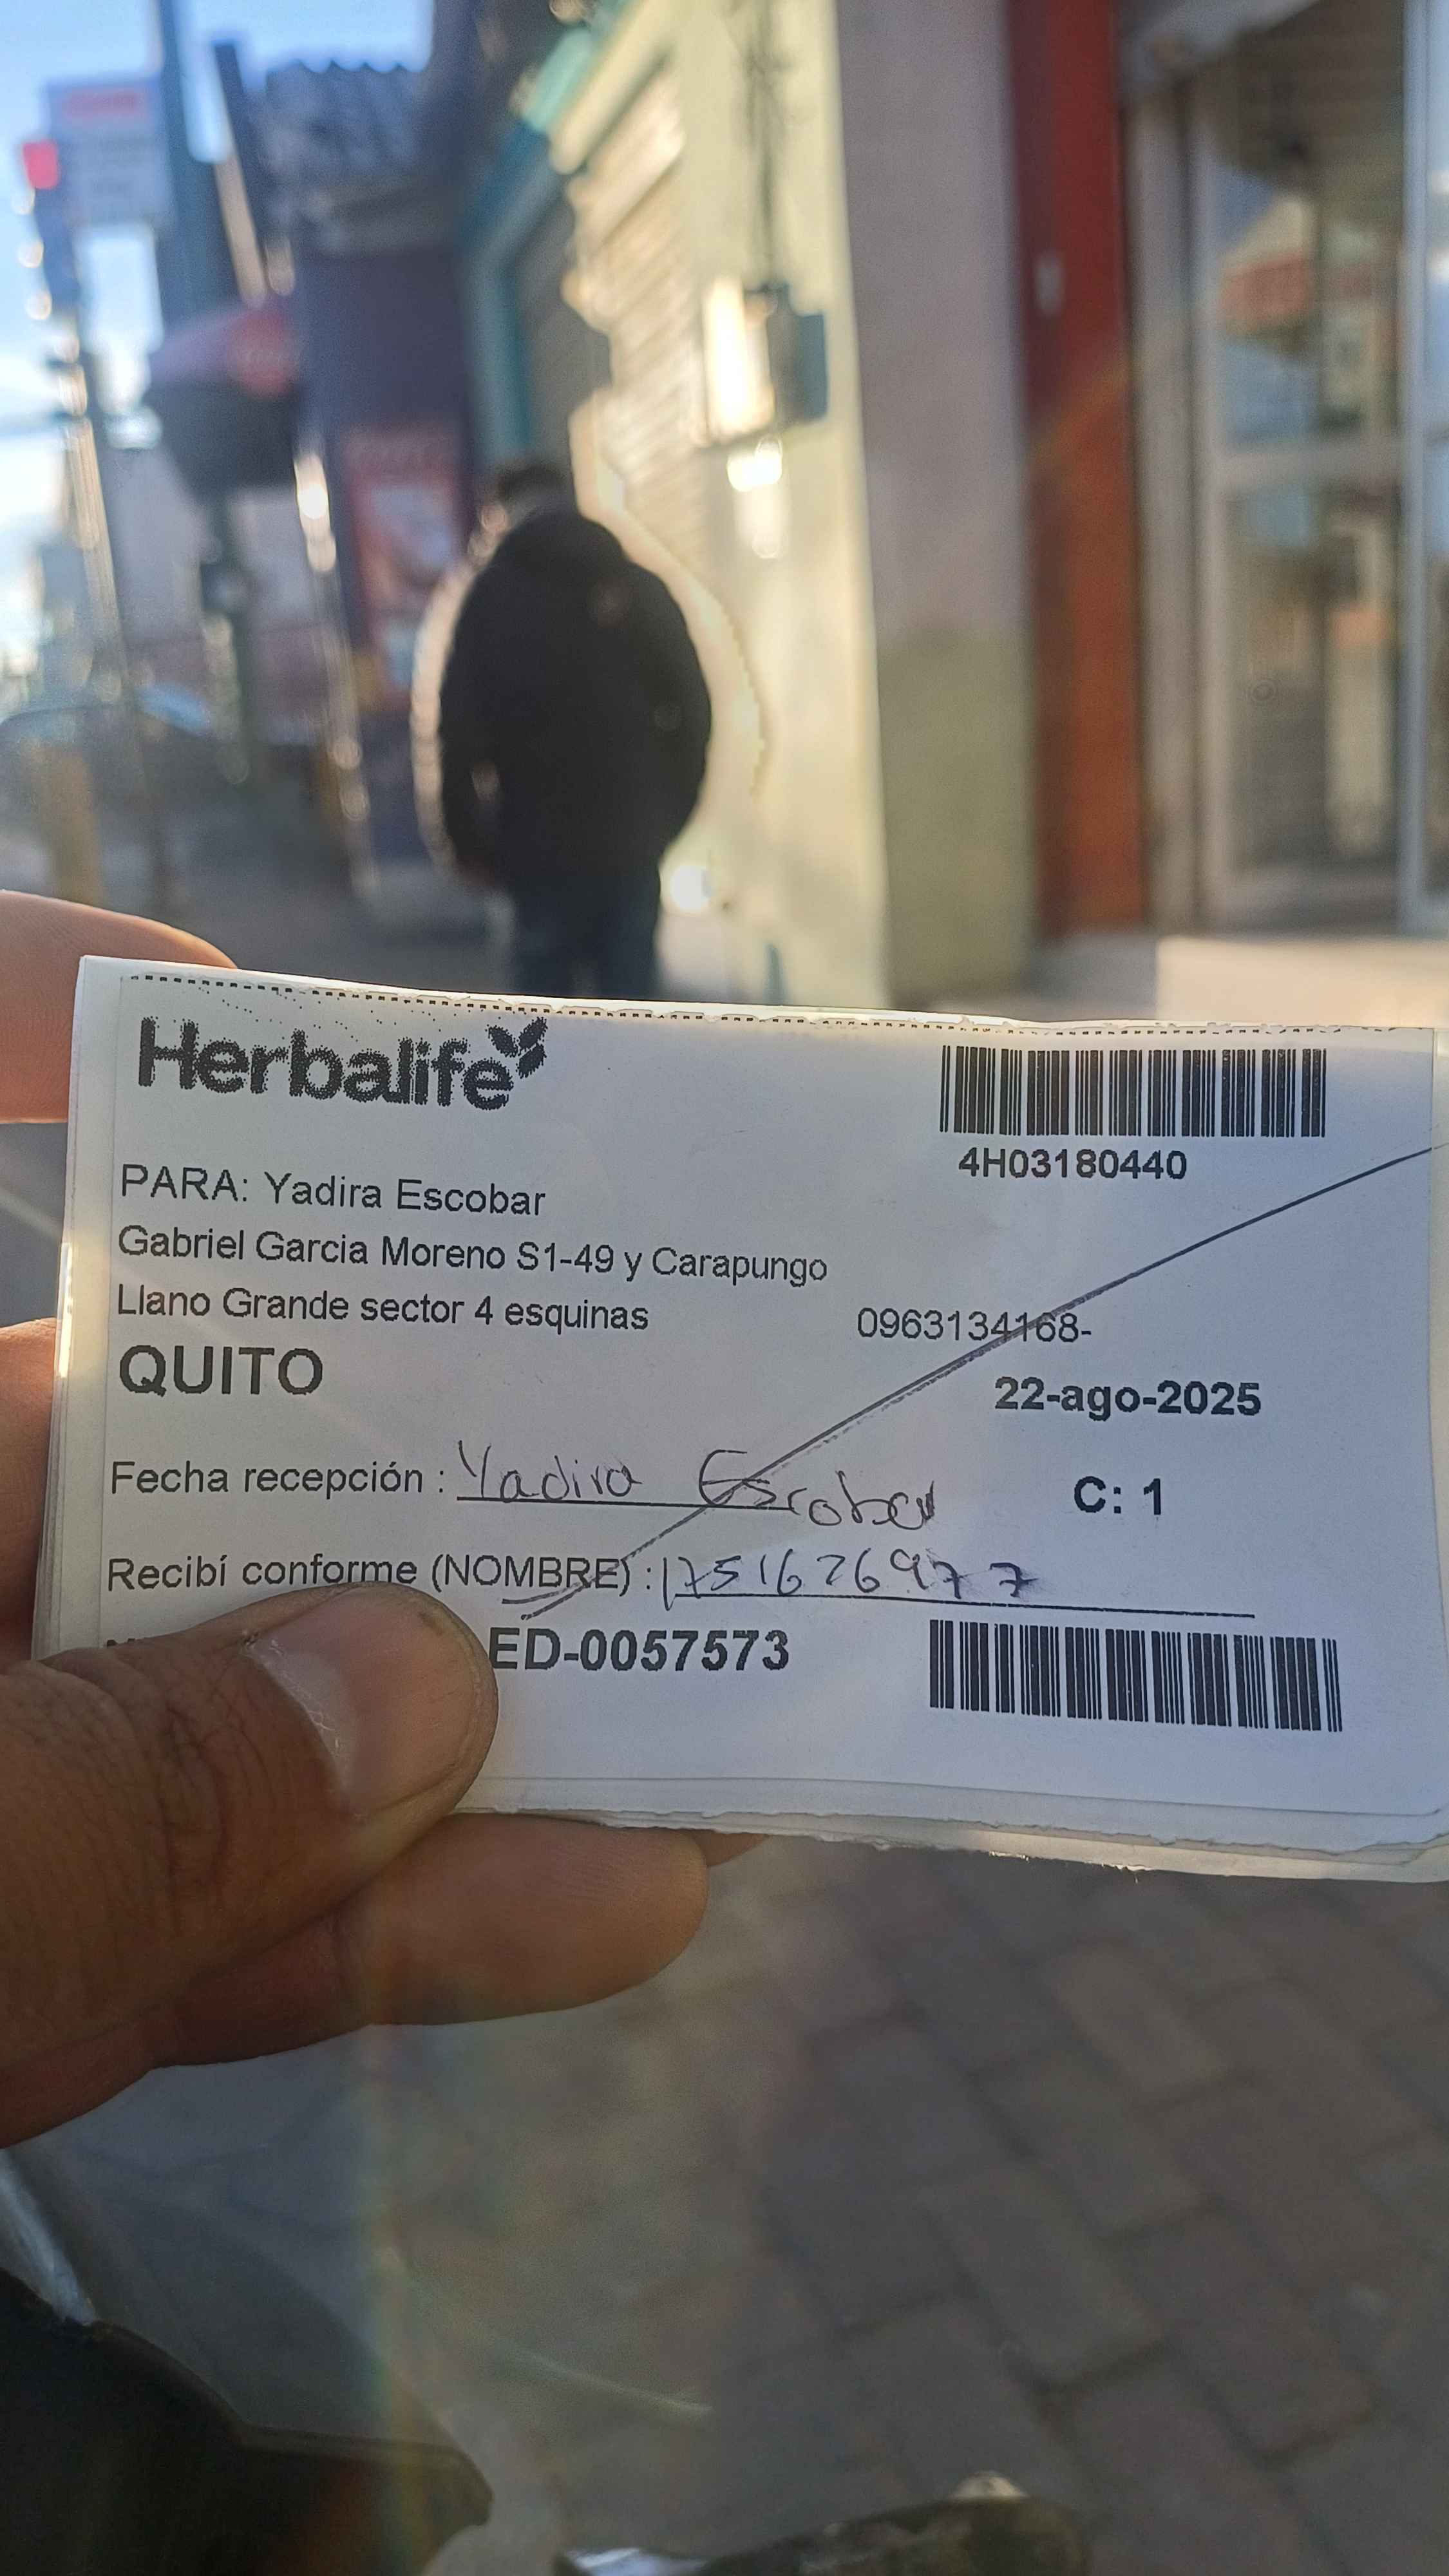 Herbalife
4H03180440
PARA: Yadira Escobar
Gabriel Garcia Moreno S1-49 y Carapungo
Llano Grande sector 4 esquinas 0963134168-
QUITO
22-ago-2025
Fecha recepción : Yadira Escobar C: 1
Recibí conforme (NOMBRE) : 1751626977
ED-0057573